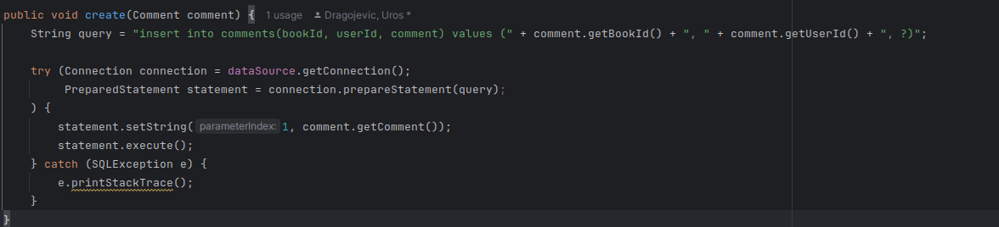 public void create(Comment comment) { 1 usage Dragojevic, Uros *
String query = "insert into comments(bookId, userId, comment) values (" + comment.getBookId() + ", " + comment.getUserId() + ", ?)";
try (Connection connection = dataSource.getConnection();
PreparedStatement statement = connection.prepareStatement(query);
) {
statement.setString( parameterIndex: 1, comment.getComment());
statement.execute();
} catch (SQLException e) {
e.printStackTrace();
}
}